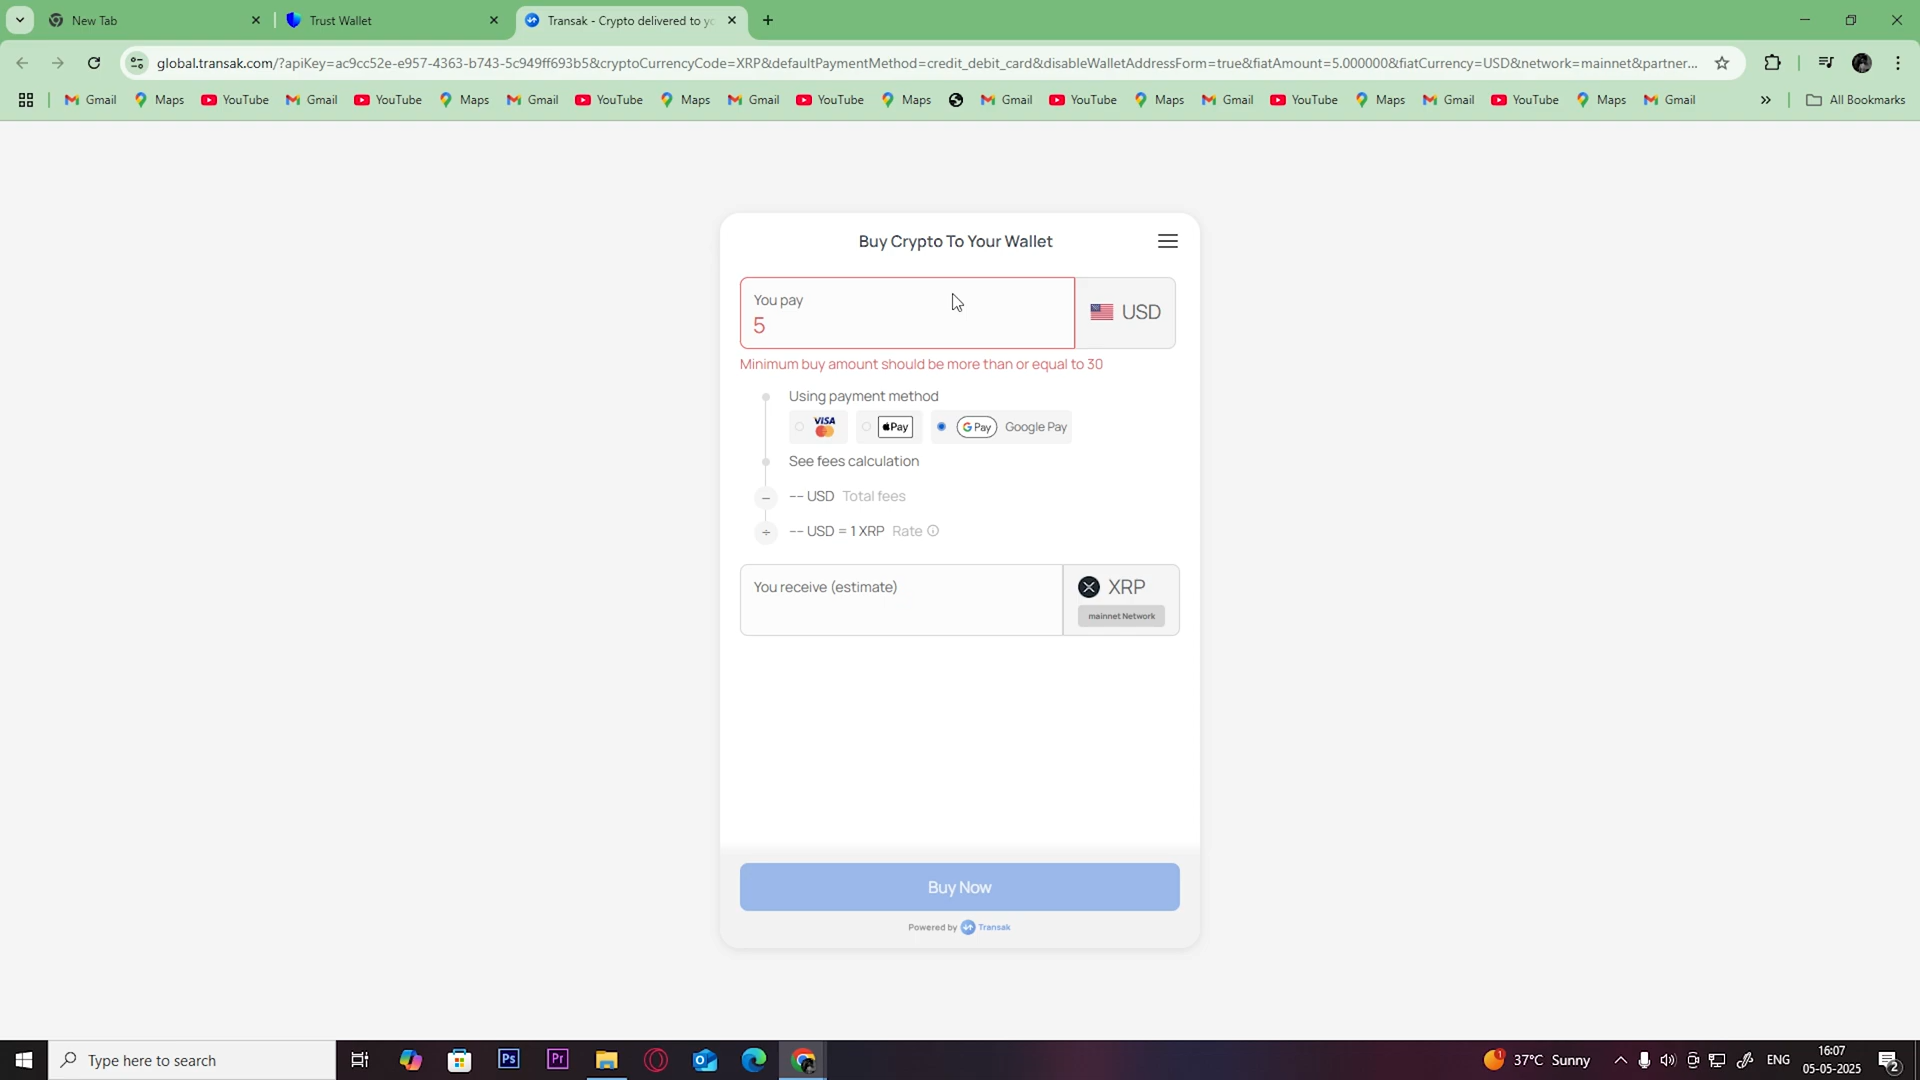 New Tab
Trust Wallet
Transak - Crypto delivered to yo
global.transak.com/?apiKey=ac9cc52e-e957-4363-b743-5c949ff693b5&cryptoCurrencyCode=XRP&defaultPaymentMethod=credit_debit_card&disableWalletAddressForm=true&fiatAmount=5.000000&fiatCurrency=USD&network=mainnet&partner...
Gmail Maps YouTube Gmail YouTube Maps Gmail YouTube Maps Gmail YouTube Maps Gmail YouTube Maps Gmail YouTube Maps Gmail YouTube Maps Gmail » All Bookmarks
Buy Crypto To Your Wallet
You pay
5
USD
Minimum buy amount should be more than or equal to 30
Using payment method
VISA
Pay
G Pay Google Pay
See fees calculation
− -- USD Total fees
÷ -- USD = 1 XRP Rate
You receive (estimate)
XRP
mainnet Network
Buy Now
Powered by Transak
Type here to search
Ps
Pr
1
37°C Sunny
ENG
16:07
05-05-2025
2